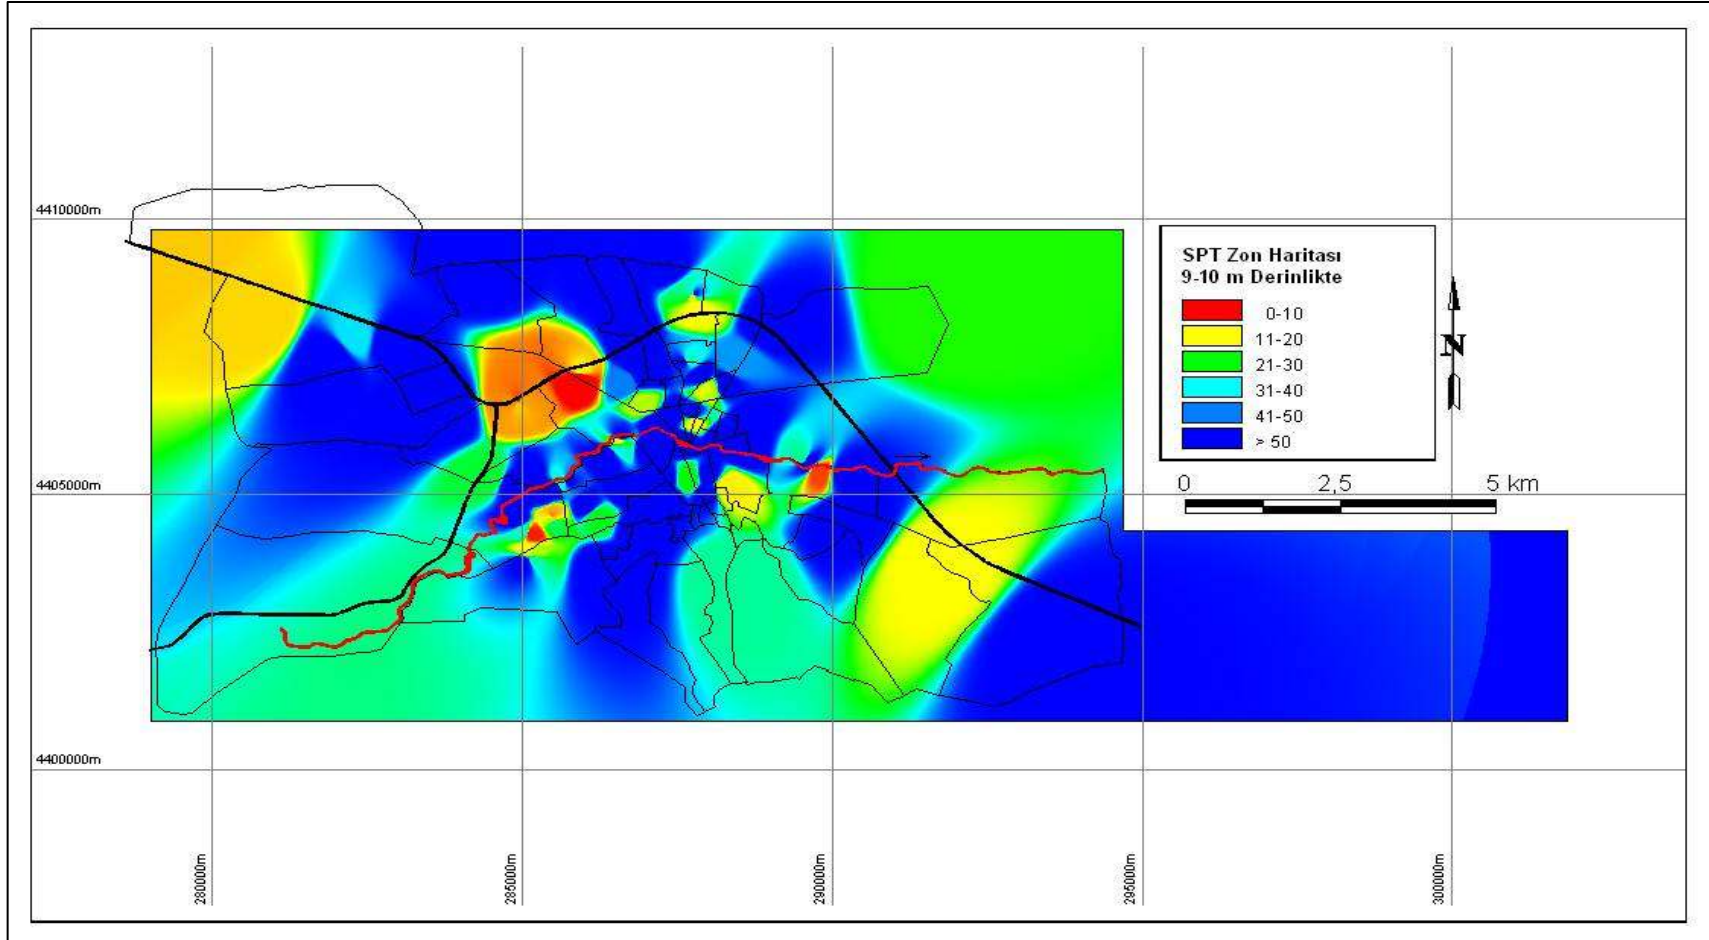 4410000m
SPT Zon Haritası
9-10 m Derinlikte
0-10
11-20
21-30
31-40
41-50
> 50
N
4405000m
0 2,5 5 km
4400000m
280000m 285000m 290000m 295000m 300000m